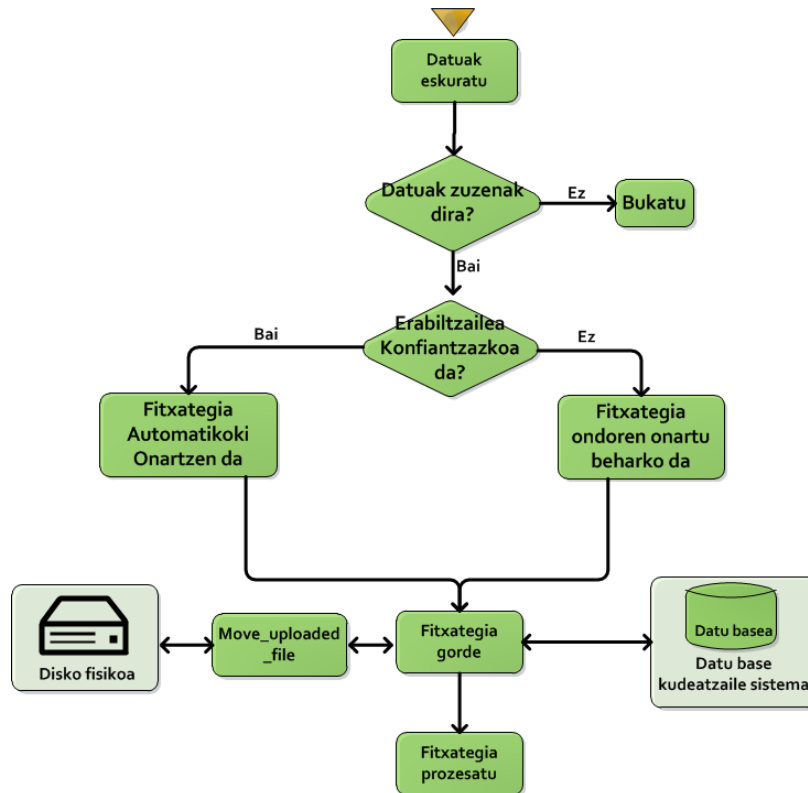 Datuak
eskuratu
Datuak zuzenak
dira?
Ez
Bukatu
Bai
Erabiltzailea
Konfiantzazkoa
da?
Bai
Ez
Fitxategia
Automatikoki
Onartzen da
Fitxategia
ondoren onartu
beharko da
Disko fisikoa
Move_uploaded
_file
Fitxategia
gorde
Datu basea
Datu base
kudeatzaile sistema
Fitxategia
prozesatu